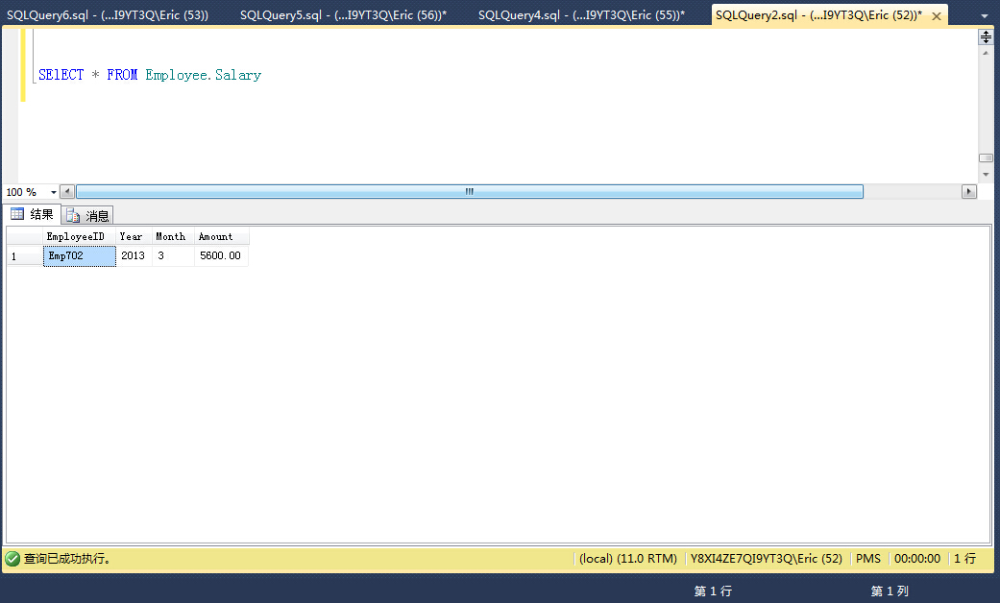 SQLQuery6.sql - (...I9YT3Q\Eric (53)) SQLQuery5.sql - (...I9YT3Q\Eric (56))* SQLQuery4.sql - (...I9YT3Q\Eric (55))* SQLQuery2.sql - (...I9YT3Q\Eric (52))*
SElECT * FROM Employee.Salary
100 %
结果 消息
EmployeeID Year Month Amount
1 Emp702 2013 3 5600.00
查询已成功执行。 (local) (11.0 RTM) Y8XI4ZE7QI9YT3Q\Eric (52) PMS 00:00:00 1 行
第 1 行 第 1 列